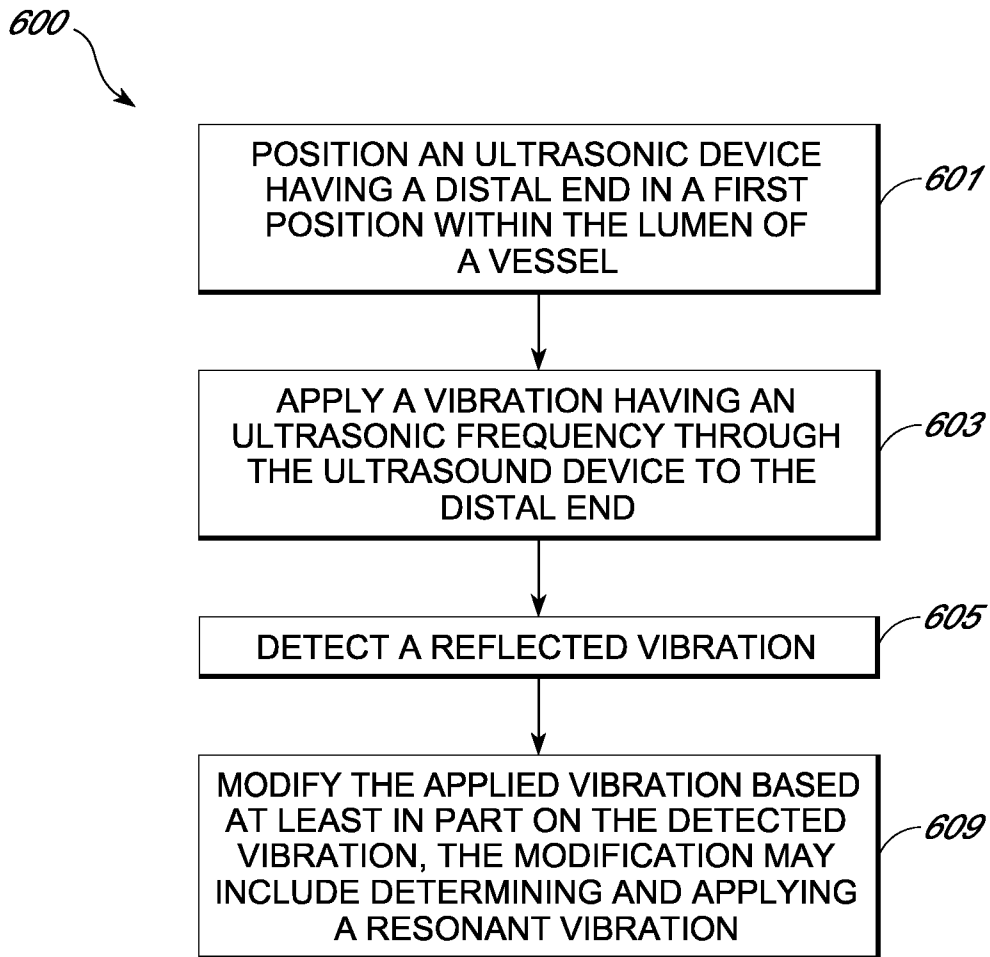 600
POSITION AN ULTRASONIC DEVICE
HAVING A DISTAL END IN A FIRST
POSITION WITHIN THE LUMEN OF
A VESSEL
601
APPLY A VIBRATION HAVING AN
ULTRASONIC FREQUENCY THROUGH
THE ULTRASOUND DEVICE TO THE
DISTAL END
603
DETECT A REFLECTED VIBRATION
605
MODIFY THE APPLIED VIBRATION BASED
AT LEAST IN PART ON THE DETECTED
VIBRATION, THE MODIFICATION MAY
INCLUDE DETERMINING AND APPLYING
A RESONANT VIBRATION
609